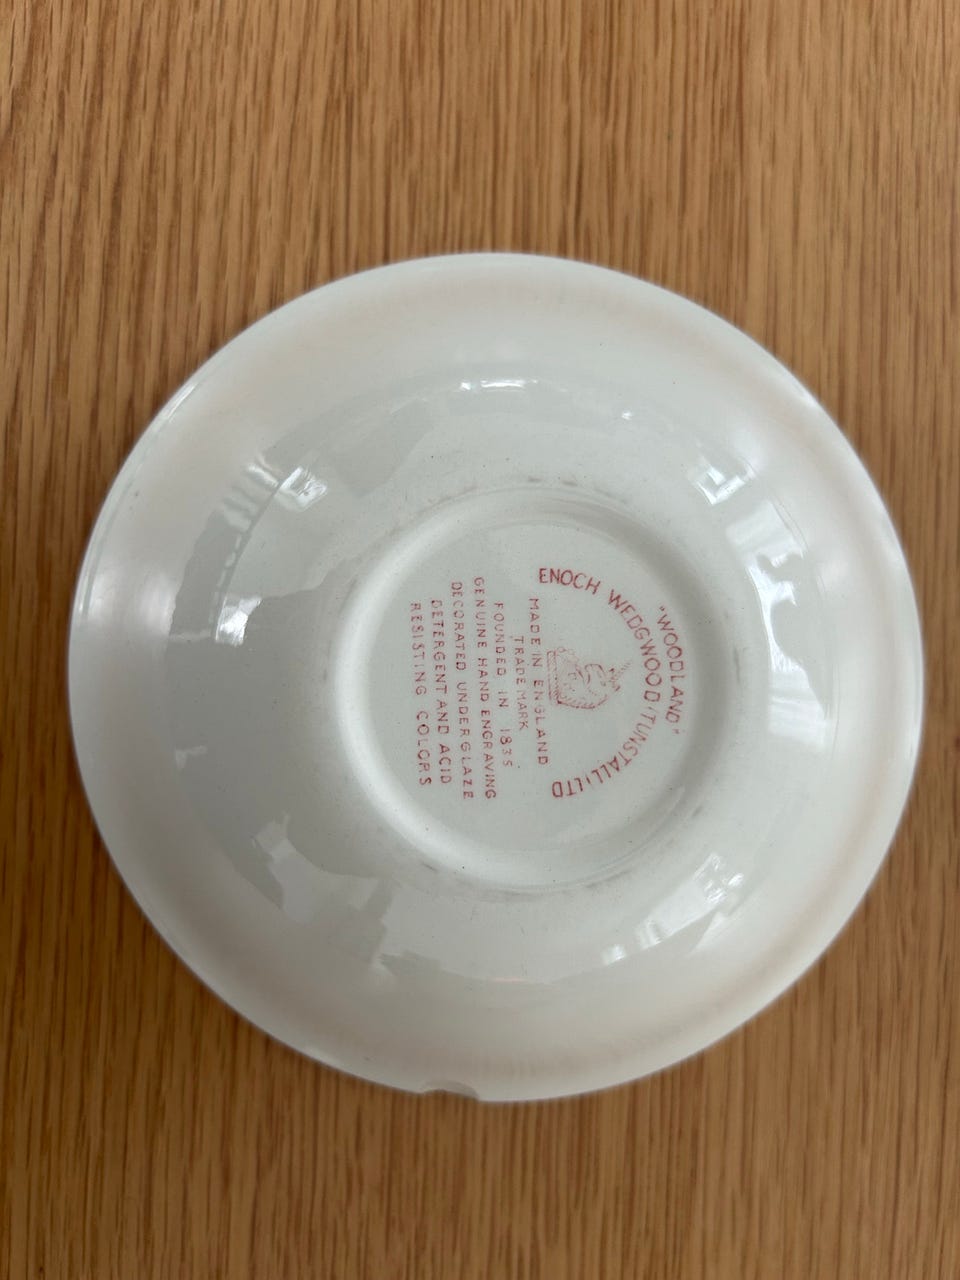 "WOODLAND"
ENOCH WEDGWOOD (TUNSTALL) LTD
MADE IN ENGLAND
TRADE MARK
FOUNDED IN 1835
GENUINE HAND ENGRAVING
DECORATED UNDERGLAZE
DETERGENT AND ACID
RESISTING COLORS